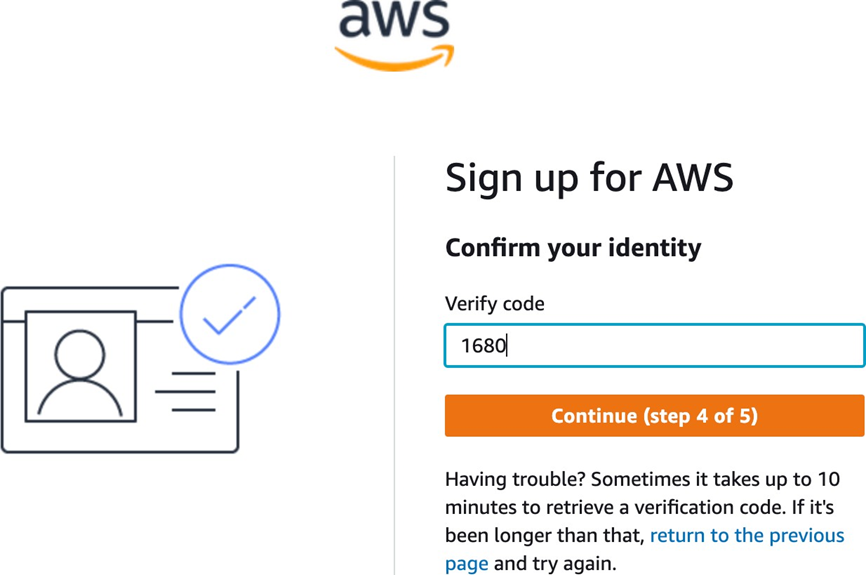 aws
Sign up for AWS
Confirm your identity
Verify code
1680
Continue (step 4 of 5)
Having trouble? Sometimes it takes up to 10
minutes to retrieve a verification code. If it's
been longer than that, return to the previous
page and try again.